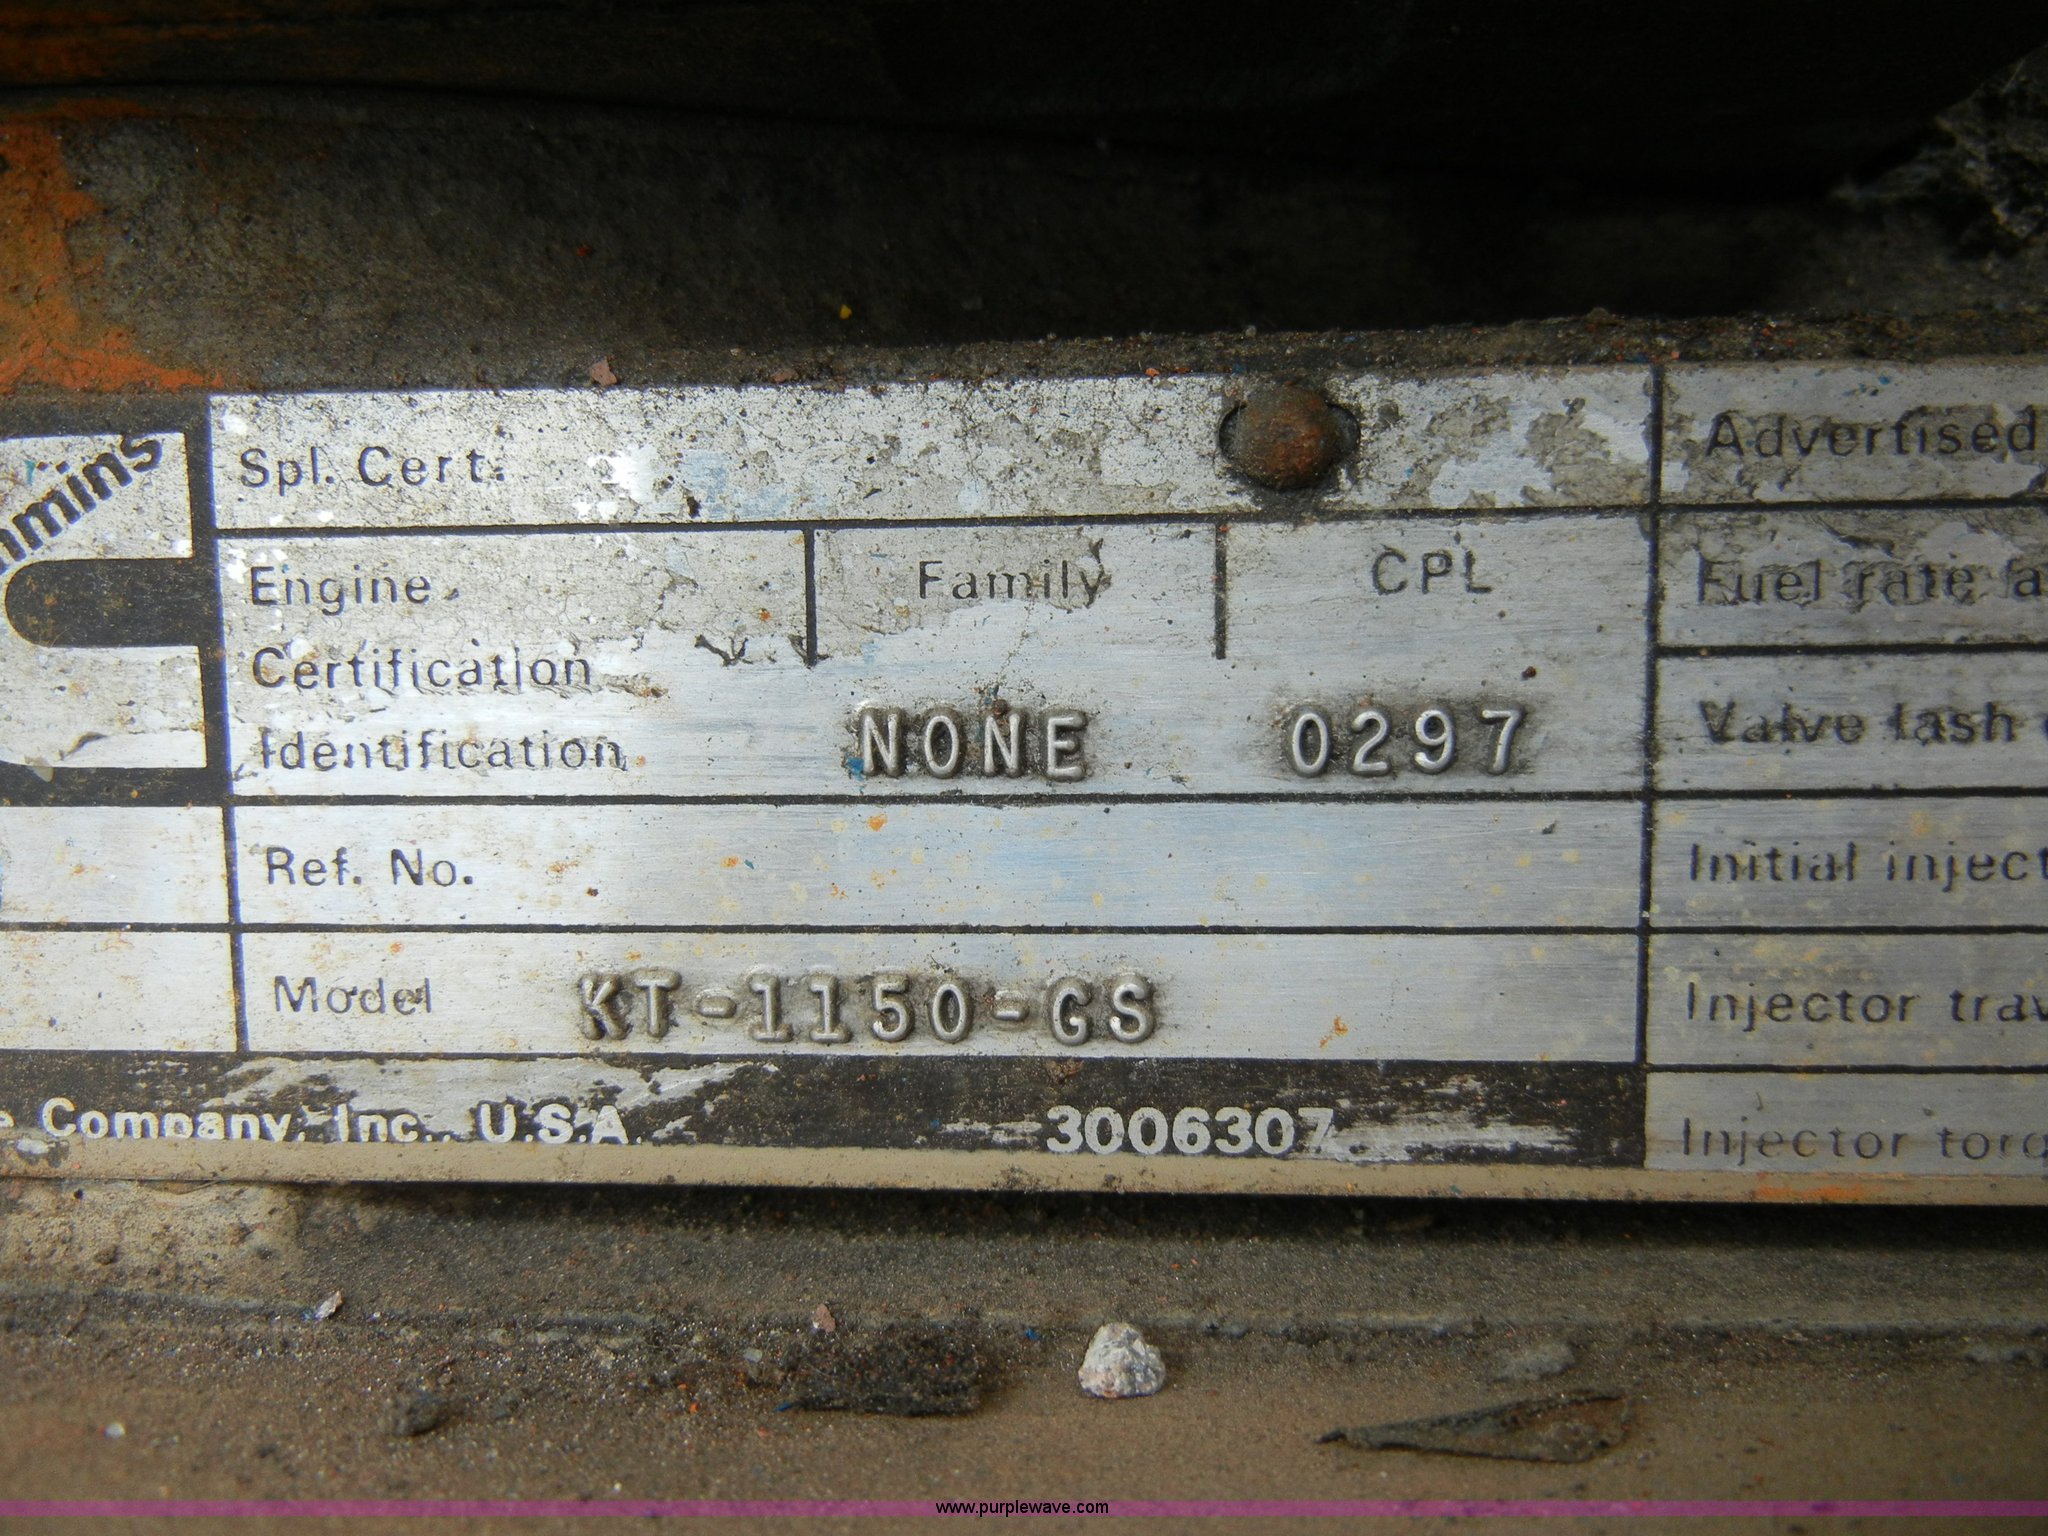 mmins
Spl. Cert.
Advertised
Engine Family CPL
Fuel rate a
Certification
Identification NONE 0297
Valve lash
Ref. No.
Initial inject
Model KT-1150-GS
Injector trav
e Company, Inc., U.S.A.
3006307
Injector torq
www.purplewave.com